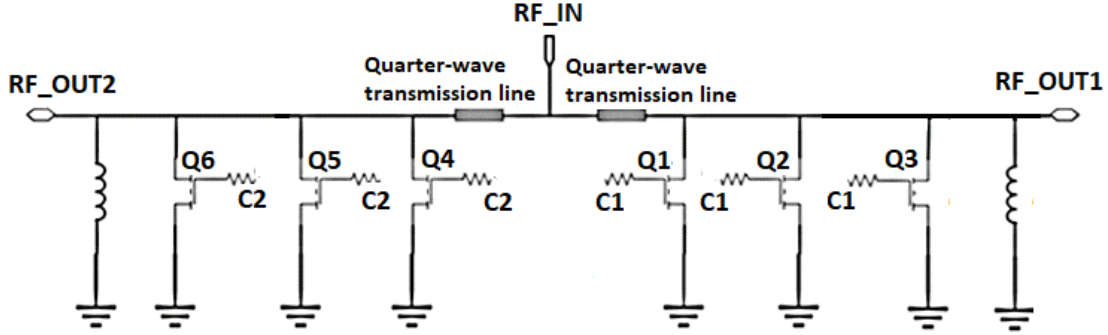 RF_IN
Quarter-wave
transmission line
Quarter-wave
transmission line
RF_OUT2
RF_OUT1
Q6
Q5
Q4
Q1
Q2
Q3
C2
C2
C2
C1
C1
C1